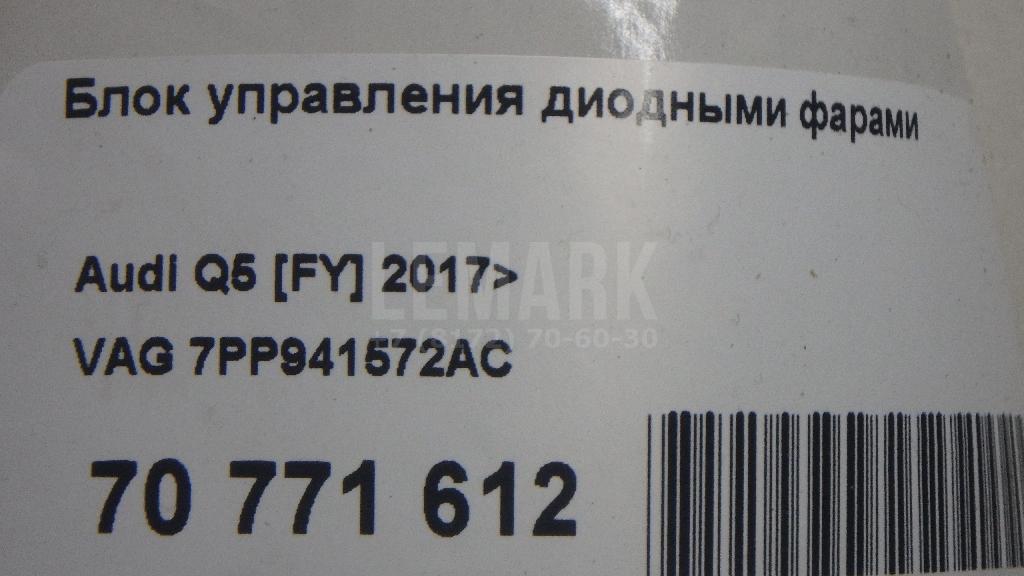 Блок управления диодными фарами
Audi Q5 [FY] 2017>
LEMARK
+7 (8172) 70-60-30
VAG 7PP941572AC
70 771 612